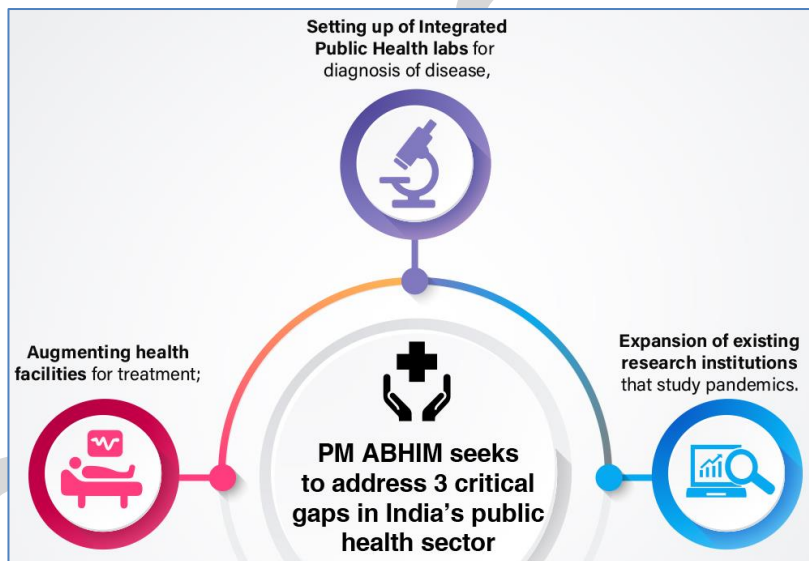 Setting up of Integrated
Public Health labs for
diagnosis of disease,
Augmenting health
facilities for treatment;
Expansion of existing
research institutions
that study pandemics.
PM ABHIM seeks
to address 3 critical
gaps in India's public
health sector